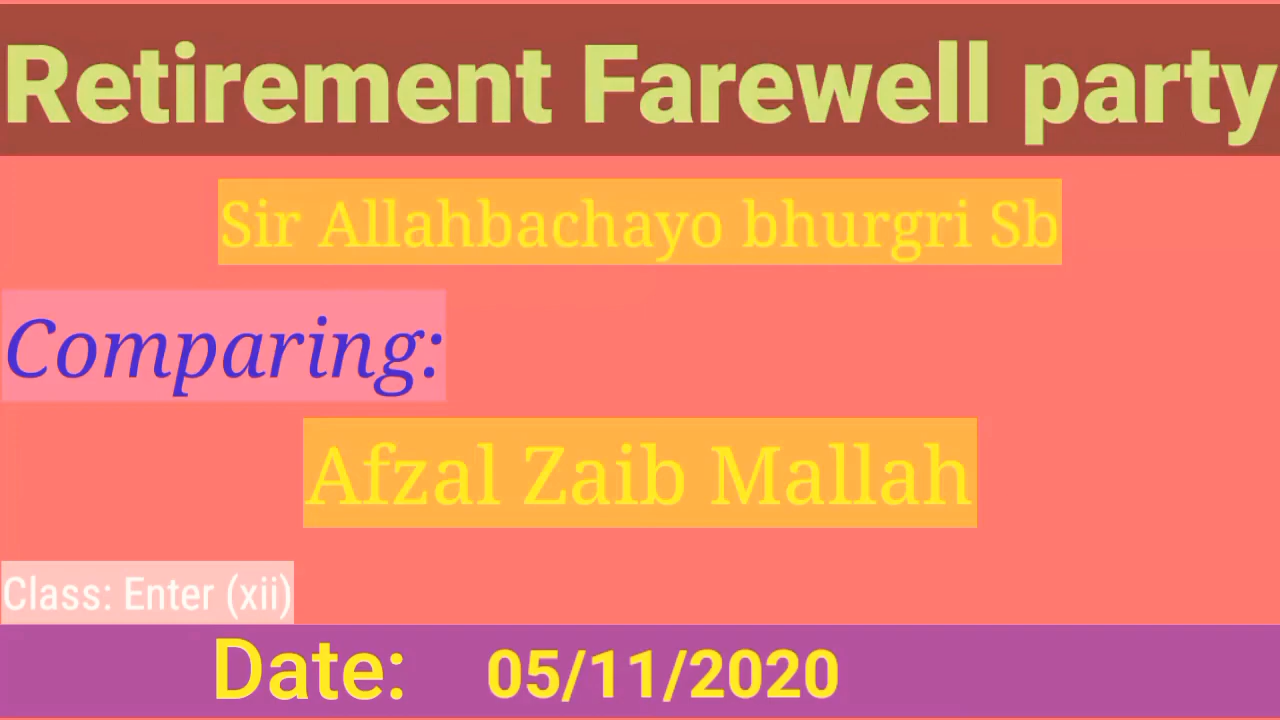 Retirement Farewell party
Sir Allahbachayo bhurgri Sb
Comparing:
Afzal Zaib Mallah
Class: Enter (xii)
Date: 05/11/2020